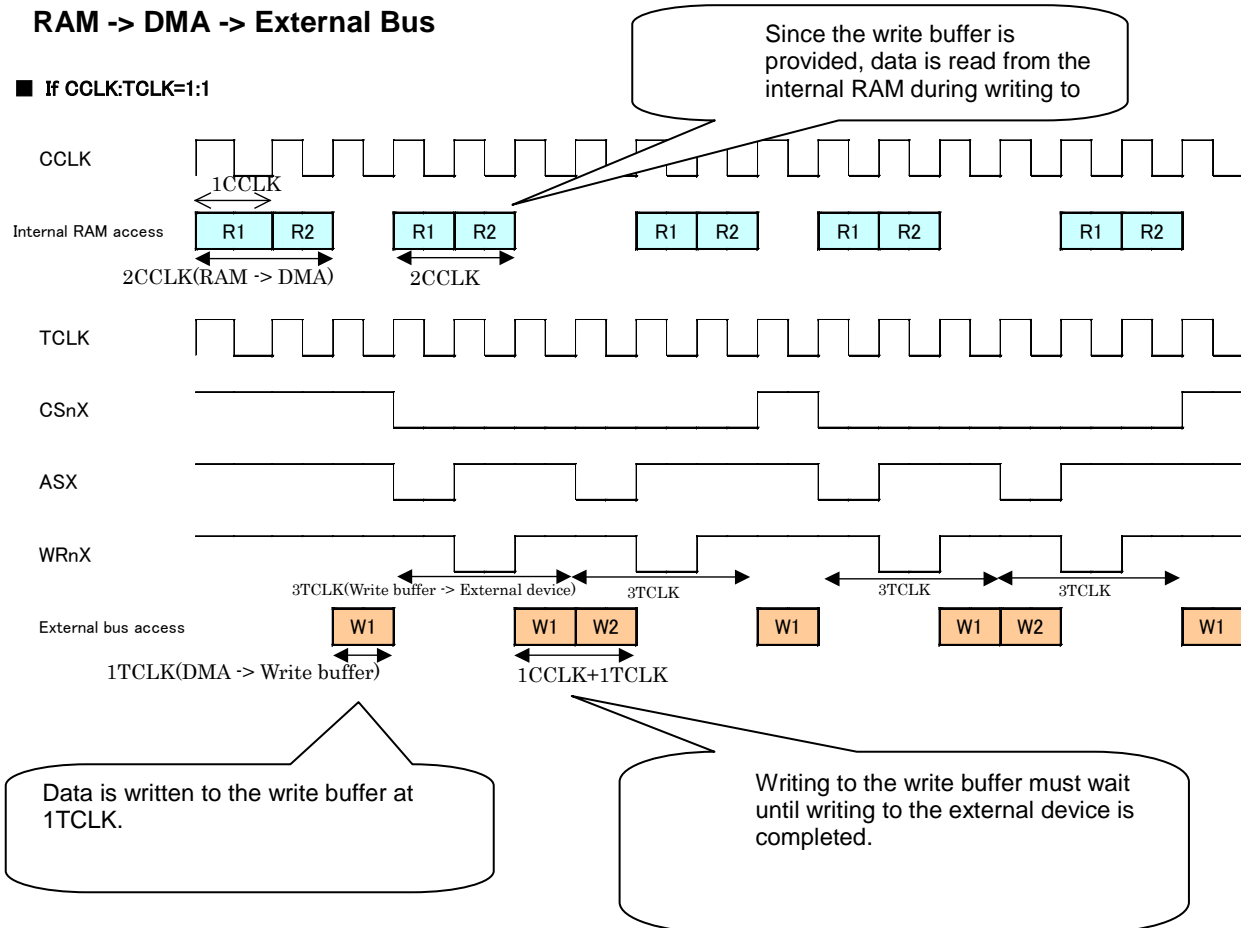 RAM -> DMA -> External Bus
Since the write buffer is
provided, data is read from the
internal RAM during writing to
■ If CCLK:TCLK=1:1
CCLK
1CCLK
Internal RAM access
R1 R2 R1 R2 R1 R2 R1 R2 R1 R2
2CCLK(RAM -> DMA) 2CCLK
TCLK
CSnX
ASX
WRnX
3TCLK(Write buffer -> External device) 3TCLK 3TCLK 3TCLK
External bus access W1 W1 W2 W1 W1 W2 W1
1TCLK(DMA -> Write buffer) 1CCLK+1TCLK
Data is written to the write buffer at
1TCLK.
Writing to the write buffer must wait
until writing to the external device is
completed.